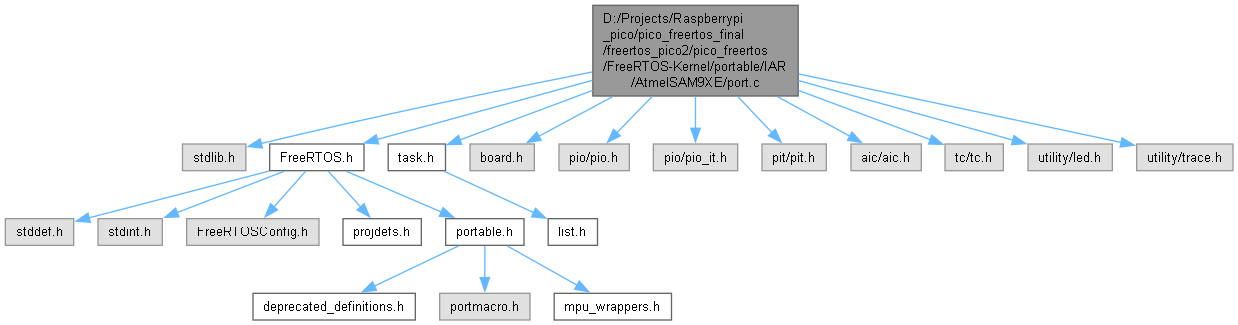 D:/Projects/Raspberrypi
_pico/pico_freertos_final
/freertos_pico2/pico_freertos
/FreeRTOS-Kernel/portable/IAR
/AtmelSAM9XE/port.c
stdlib.h
FreeRTOS.h
task.h
board.h
pio/pio.h
pio/pio_it.h
pit/pit.h
aic/aic.h
tc/tc.h
utility/led.h
utility/trace.h
stddef.h
stdint.h
FreeRTOSConfig.h
projdefs.h
portable.h
list.h
deprecated_definitions.h
portmacro.h
mpu_wrappers.h